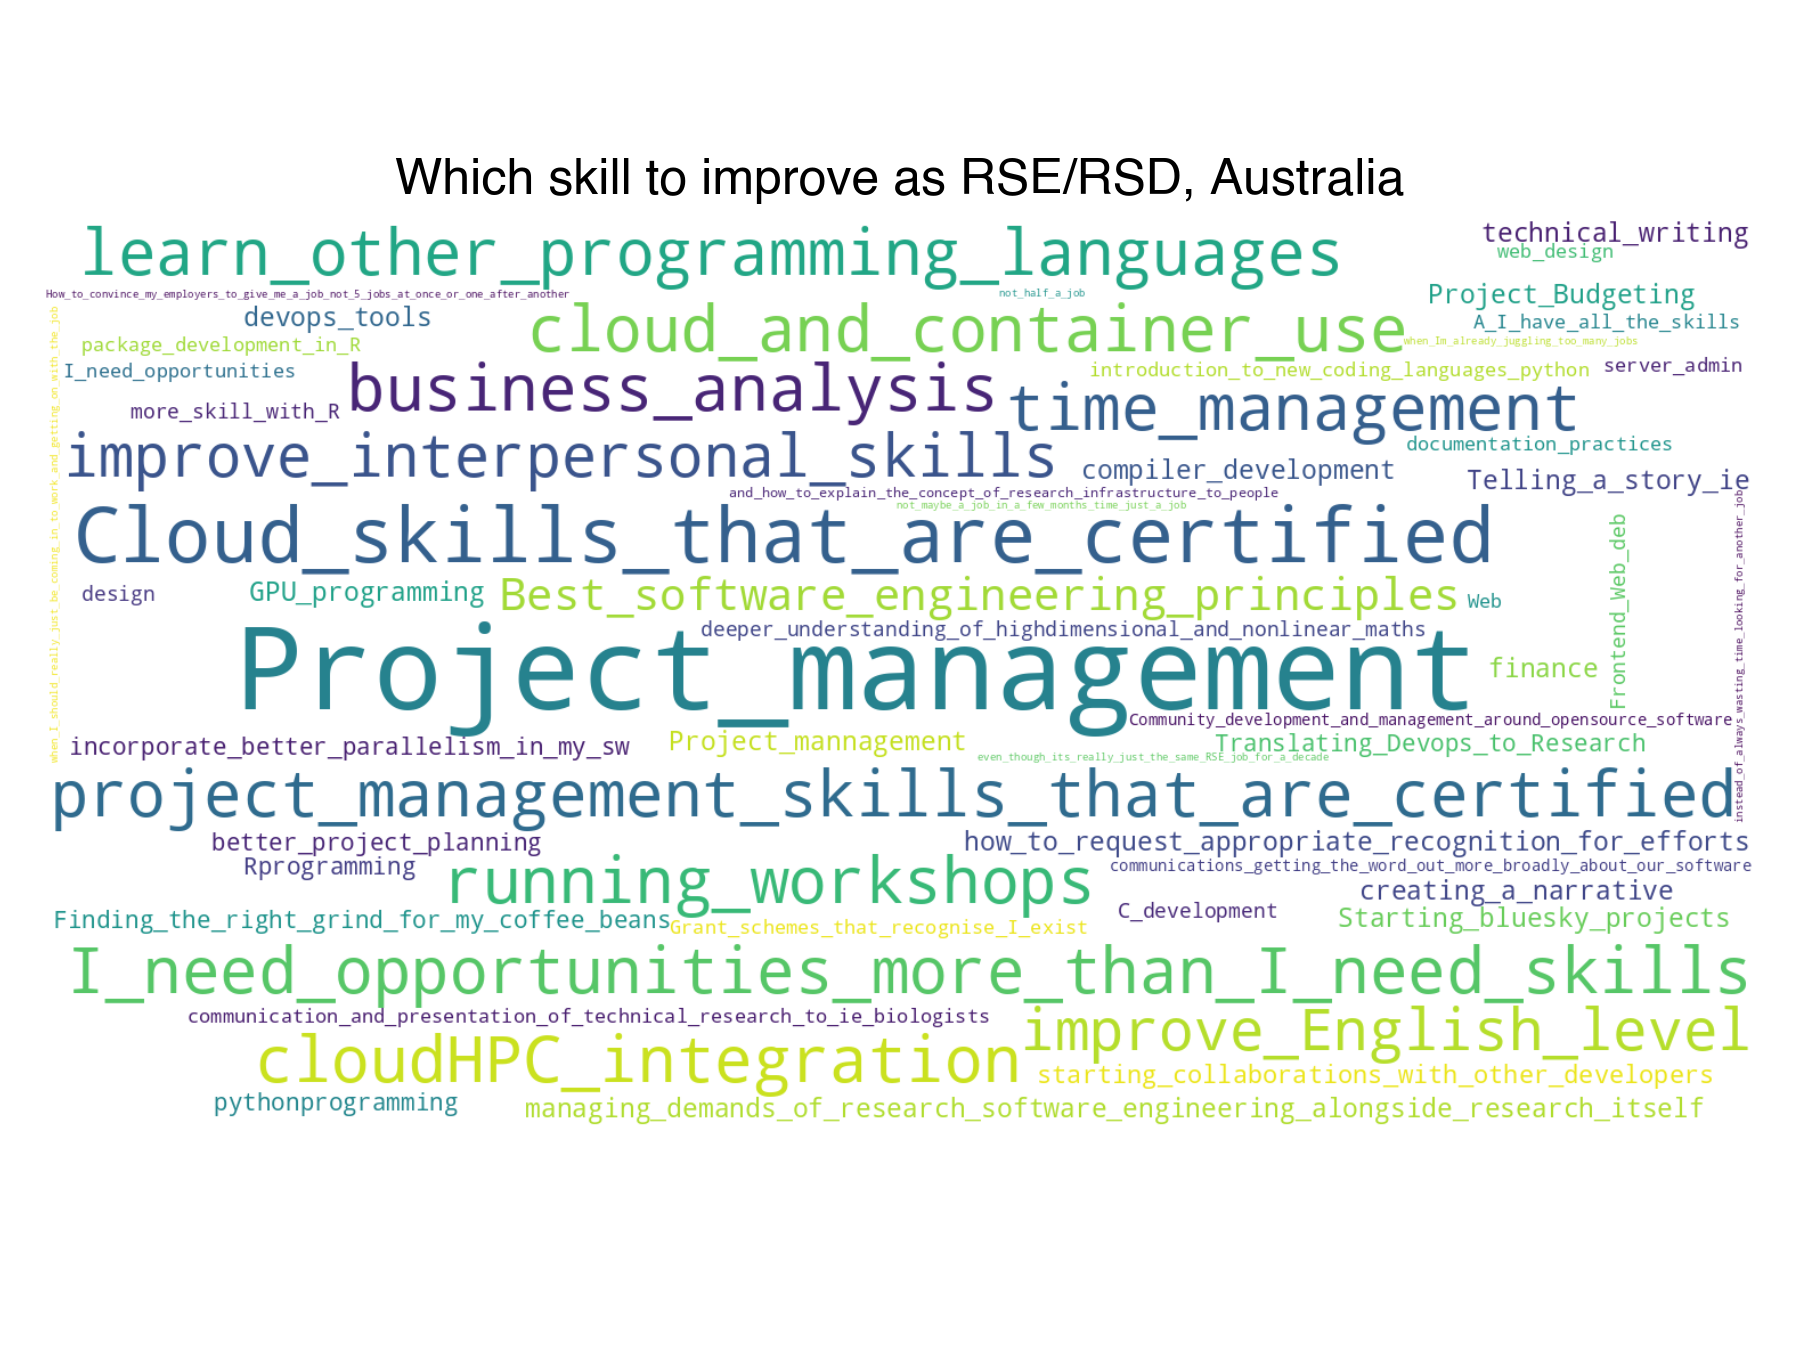 Which skill to improve as RSE/RSD, Australia
learn_other_programming_languages
technical_writing
web_design
How_to_convince_my_employers_to_give_me_a_job_not_5_jobs_at_once_or_one_after_another
not_half_a_job
Project_Budgeting
devops_tools
cloud_and_container_use
A_I_have_all_the_skills
package_development_in_R
when_Im_already_juggling_too_many_jobs
I_need_opportunities
business_analysis
introduction_to_new_coding_languages_python
server_admin
more_skill_with_R
time_management
improve_interpersonal_skills
documentation_practices
compiler_development
Telling_a_story_ie
and_how_to_explain_the_concept_of_research_infrastructure_to_people
not_maybe_a_job_in_a_few_months_time_just_a_job
Cloud_skills_that_are_certified
when_I_should_really_just_be_coming_in_to_work_and_getting_on_with_the_job
instead_of_always_wasting_time_looking_for_another_job
Frontend_Web_deb
design
GPU_programming
Best_software_engineering_principles
Web
deeper_understanding_of_highdimensional_and_nonlinear_maths
Project_management
finance
Community_development_and_management_around_opensource_software
incorporate_better_parallelism_in_my_sw
Project_mannagement
Translating_Devops_to_Research
even_though_its_really_just_the_same_RSE_job_for_a_decade
project_management_skills_that_are_certified
better_project_planning
how_to_request_appropriate_recognition_for_efforts
Rprogramming
running_workshops
communications_getting_the_word_out_more_broadly_about_our_software
creating_a_narrative
C_development
Finding_the_right_grind_for_my_coffee_beans
Grant_schemes_that_recognise_I_exist
Starting_bluesky_projects
I_need_opportunities_more_than_I_need_skills
communication_and_presentation_of_technical_research_to_ie_biologists
improve_English_level
cloudHPC_integration
starting_collaborations_with_other_developers
pythonprogramming
managing_demands_of_research_software_engineering_alongside_research_itself